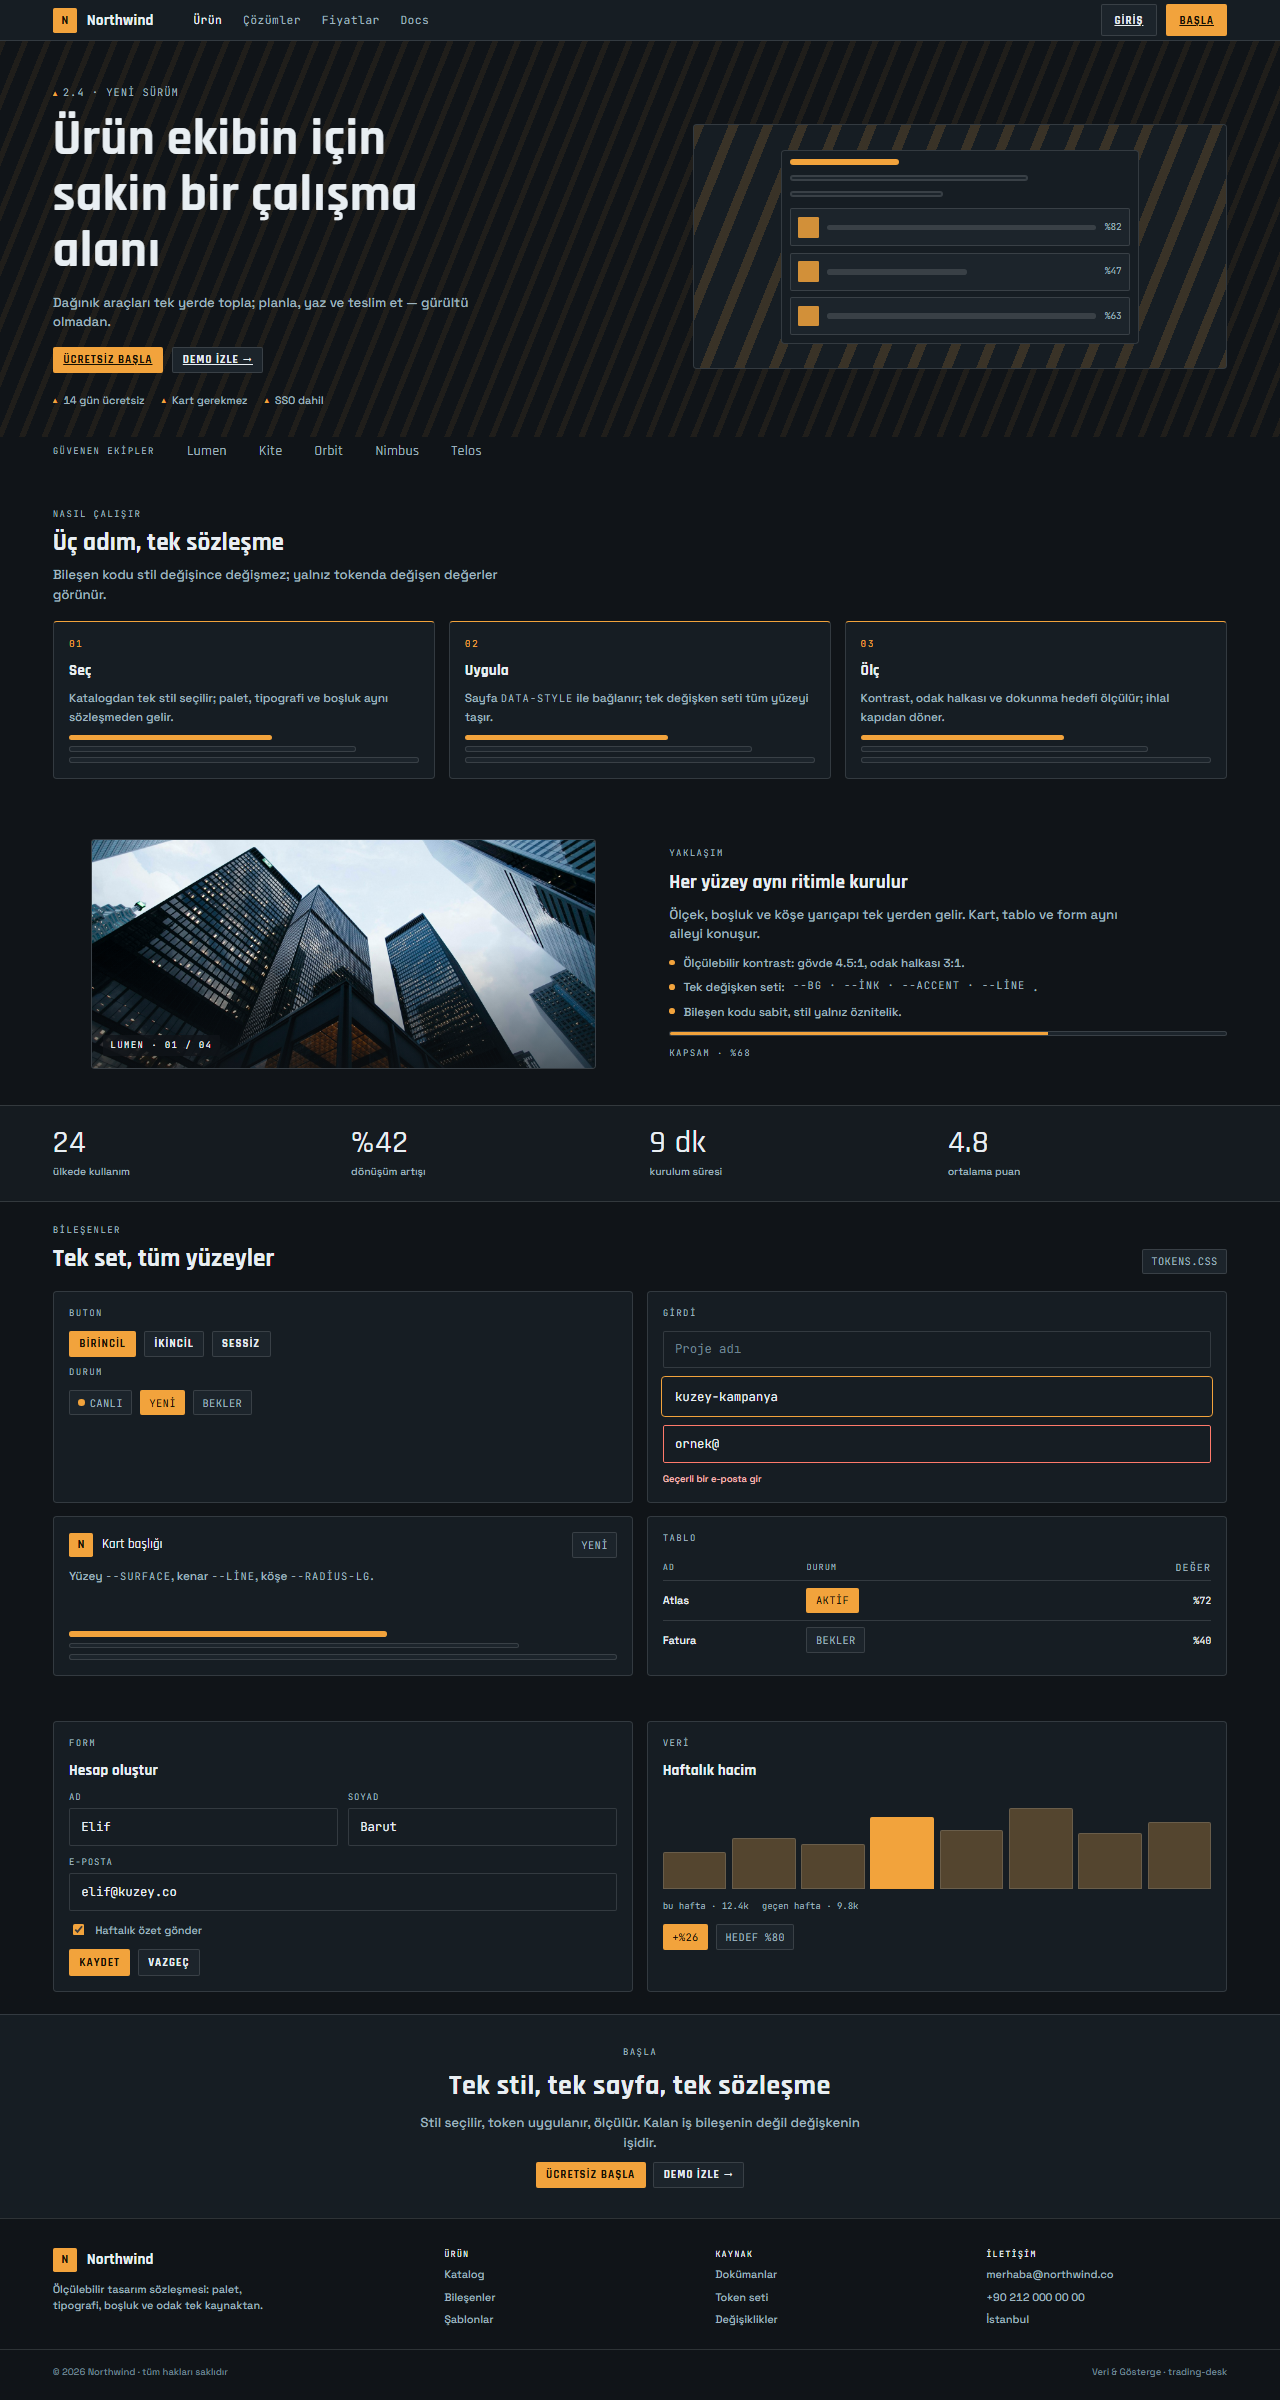 N Northwind Ürün Çözümler Fiyatlar Docs GİRİŞ BAŞLA
▲ 2.4 · YENİ SÜRÜM
Ürün ekibin için
sakin bir çalışma
alanı
Dağınık araçları tek yerde topla; planla, yaz ve teslim et — gürültü
olmadan.
ÜCRETSİZ BAŞLA DEMO İZLE →
▲ 14 gün ücretsiz ▲ Kart gerekmez ▲ SSO dahil
%82
%47
%63
GÜVENEN EKİPLER Lumen Kite Orbit Nimbus Telos
NASIL ÇALIŞIR
Üç adım, tek sözleşme
Bileşen kodu stil değişince değişmez; yalnız tokenda değişen değerler
görünür.
01
Seç
Katalogdan tek stil seçilir; palet, tipografi ve boşluk aynı
sözleşmeden gelir.
02
Uygula
Sayfa DATA-STYLE ile bağlanır; tek değişken seti tüm yüzeyi
taşır.
03
Ölç
Kontrast, odak halkası ve dokunma hedefi ölçülür; ihlal
kapıdan döner.
LUMEN · 01 / 04
YAKLAŞIM
Her yüzey aynı ritimle kurulur
Ölçek, boşluk ve köşe yarıçapı tek yerden gelir. Kart, tablo ve form aynı
aileyi konuşur.
Ölçülebilir kontrast: gövde 4.5:1, odak halkası 3:1.
Tek değişken seti: --BG · --İNK · --ACCENT · --LİNE .
Bileşen kodu sabit, stil yalnız öznitelik.
KAPSAM · %68
24
ülkede kullanım
%42
dönüşüm artışı
9 dk
kurulum süresi
4.8
ortalama puan
BİLEŞENLER
Tek set, tüm yüzeyler
TOKENS.CSS
BUTON
BİRİNCİL İKİNCİL SESSİZ
DURUM
CANLI YENİ BEKLER
GİRDİ
Proje adı
kuzey-kampanya
ornek@
Geçerli bir e-posta gir
N Kart başlığı YENİ
Yüzey --SURFACE, kenar --LİNE, köşe --RADİUS-LG.
TABLO
AD DURUM DEĞER
Atlas AKTİF %72
Fatura BEKLER %40
FORM
Hesap oluştur
AD SOYAD
Elif Barut
E-POSTA
elif@kuzey.co
Haftalık özet gönder
KAYDET VAZGEÇ
VERİ
Haftalık hacim
bu hafta · 12.4k geçen hafta · 9.8k
+%26 HEDEF %80
BAŞLA
Tek stil, tek sayfa, tek sözleşme
Stil seçilir, token uygulanır, ölçülür. Kalan iş bileşenin değil değişkenin
işidir.
ÜCRETSİZ BAŞLA DEMO İZLE →
N Northwind
Ölçülebilir tasarım sözleşmesi: palet,
tipografi, boşluk ve odak tek kaynaktan.
ÜRÜN
Katalog
Bileşenler
Şablonlar
KAYNAK
Dokümanlar
Token seti
Değişiklikler
İLETİŞİM
merhaba@northwind.co
+90 212 000 00 00
İstanbul
© 2026 Northwind · tüm hakları saklıdır
Veri & Gösterge · trading-desk